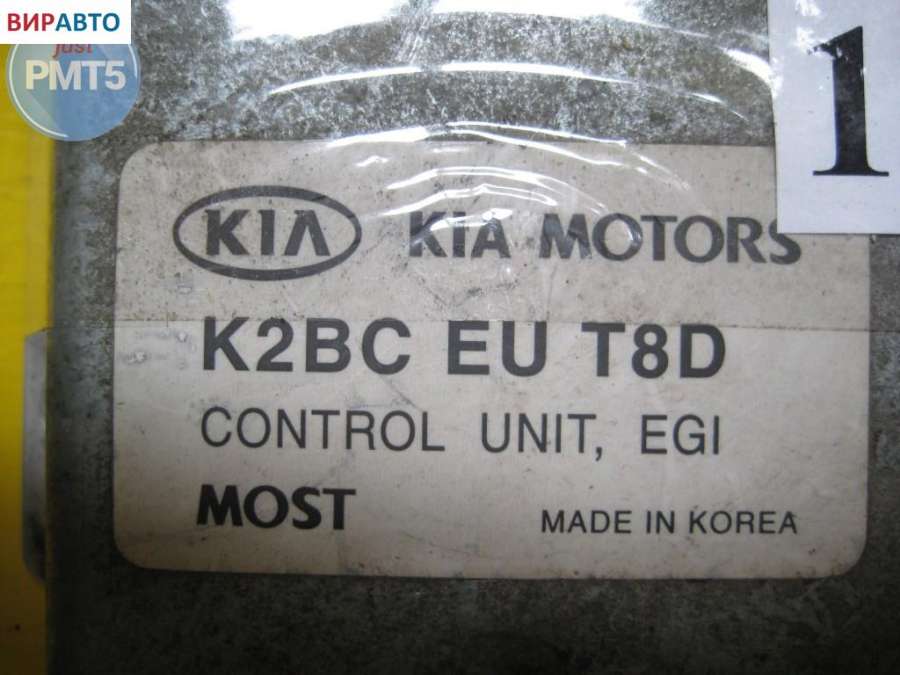 ВИРАВТО
just
PMT5
1
KIA KIA MOTORS
K2BC EU T8D
CONTROL UNIT, EGI
MOST MADE IN KOREA